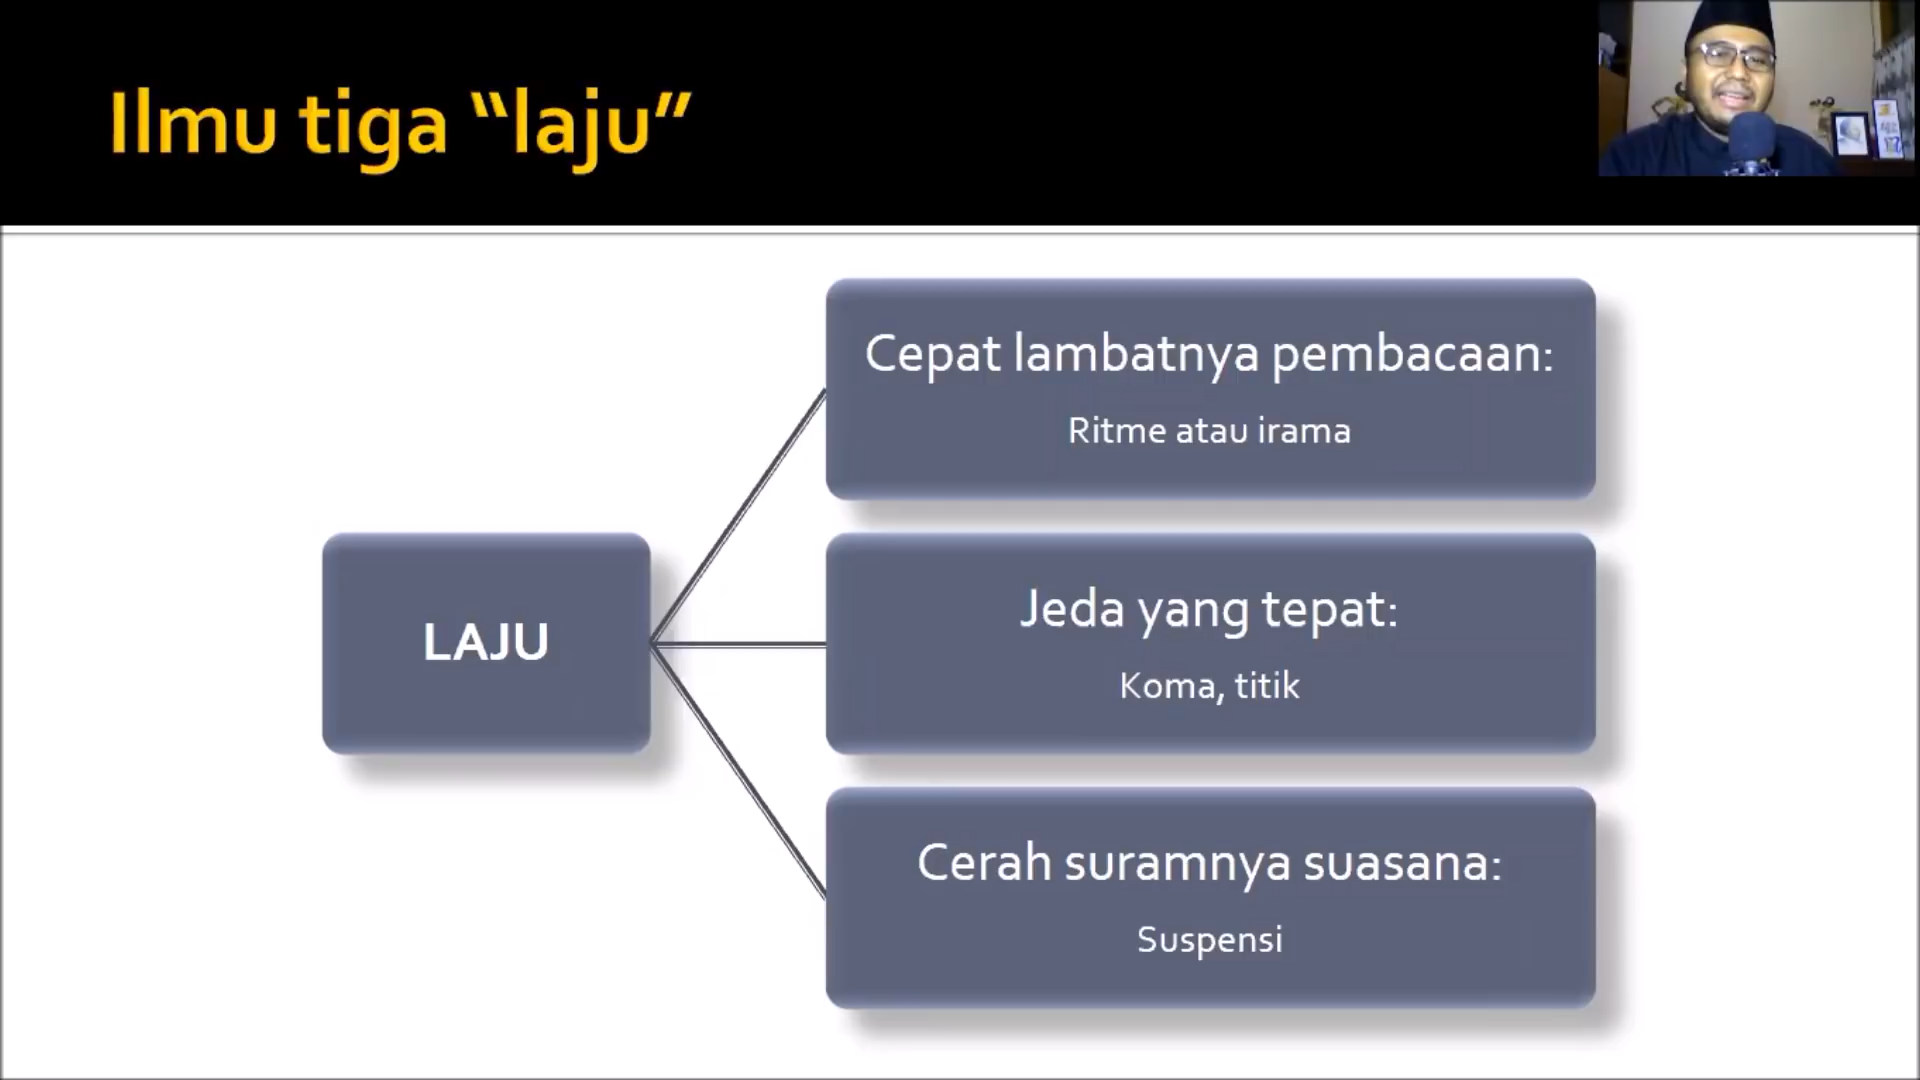 Ilmu tiga “laju”
LAJU
Cepat lambatnya pembacaan:
Ritme atau irama
Jeda yang tepat:
Koma, titik
Cerah suramnya suasana:
Suspensi